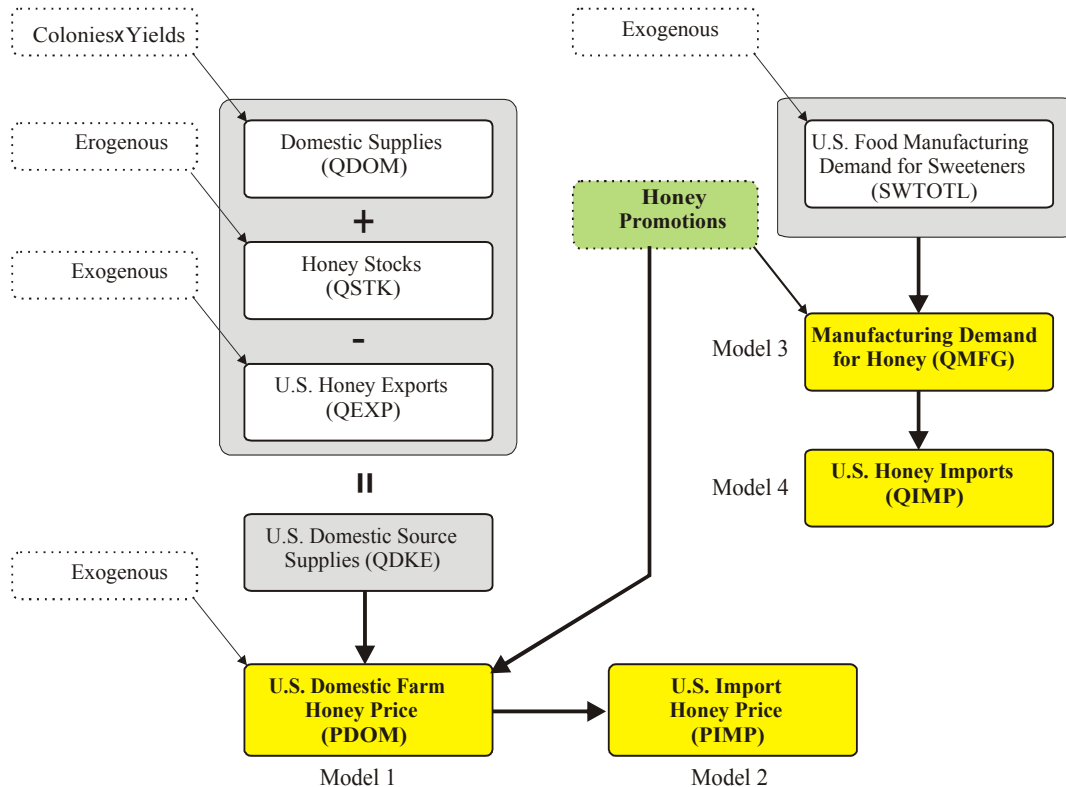 Colonies x Yields
Erogenous
Exogenous
Domestic Supplies
(QDOM)
+
Honey Stocks
(QSTK)
-
U.S. Honey Exports
(QEXP)
=
U.S. Domestic Source
Supplies (QDKE)
Exogenous
U.S. Domestic Farm
Honey Price
(PDOM)
Model 1
U.S. Import
Honey Price
(PIMP)
Model 2
Honey
Promotions
Exogenous
U.S. Food Manufacturing
Demand for Sweeteners
(SWTOTL)
Model 3
Manufacturing Demand
for Honey (QMFG)
Model 4
U.S. Honey Imports
(QIMP)